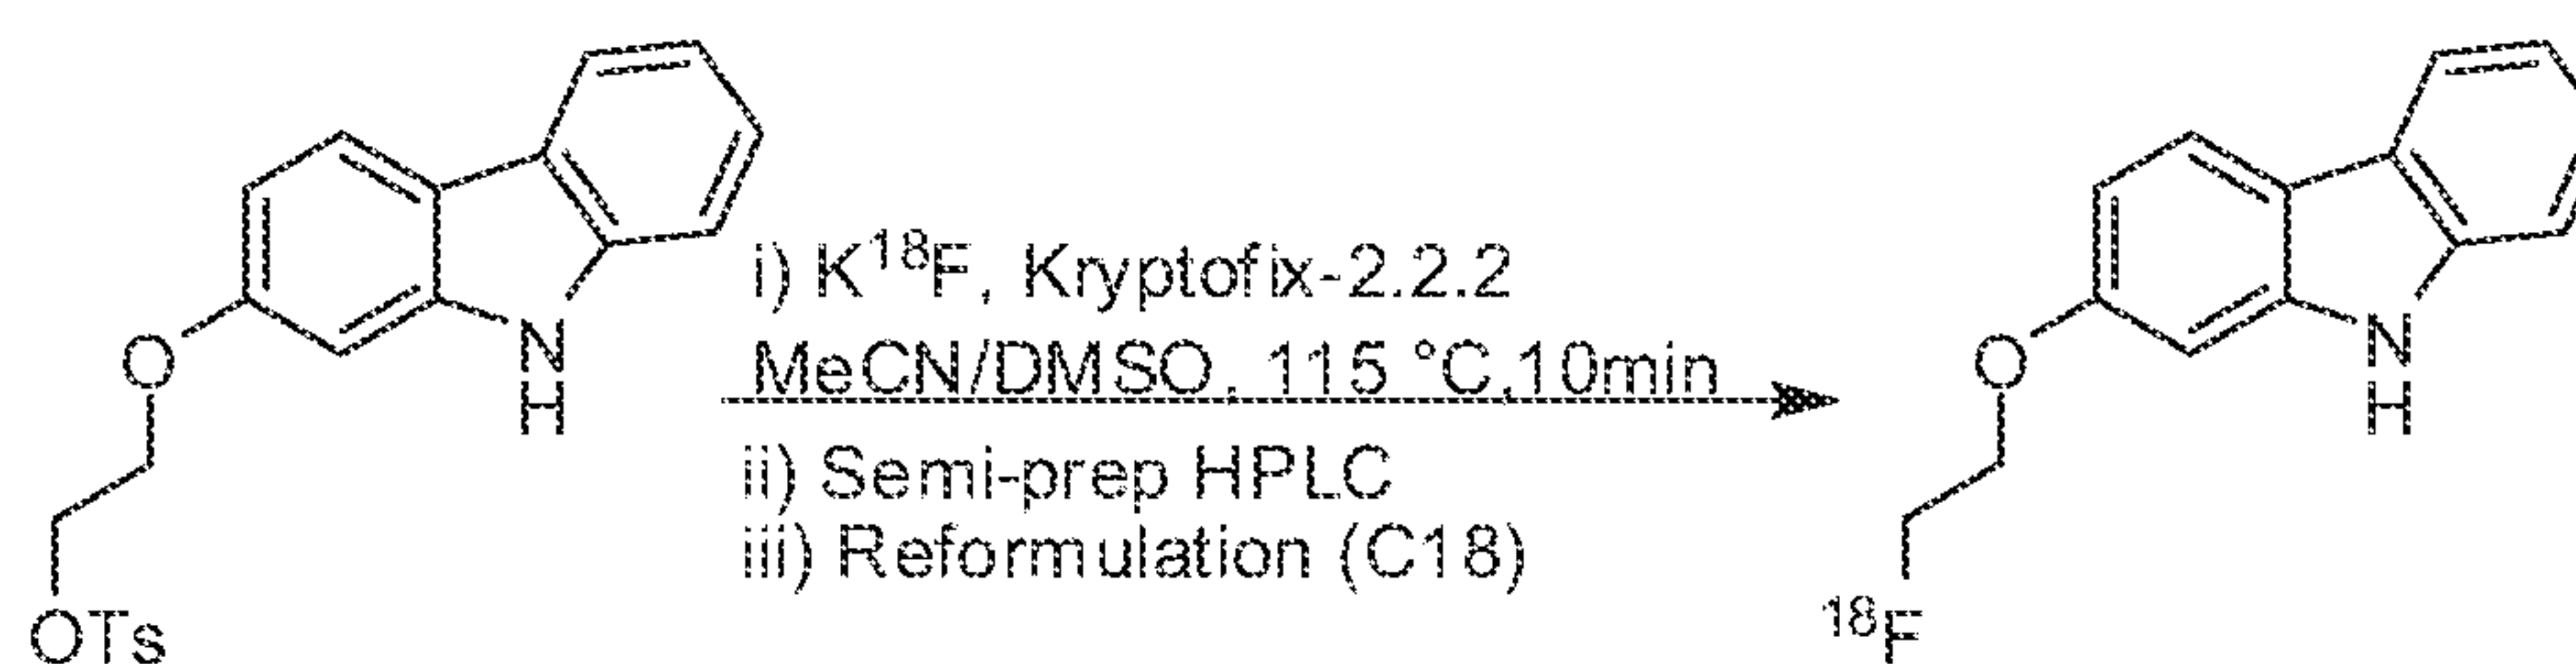 i) K¹⁸F, Kryptofix-2.2.2
MeCN/DMSO, 115 °C,10min
ii) Semi-prep HPLC
iii) Reformulation (C18)
O
N
H
OTs
O
N
H
¹⁸F